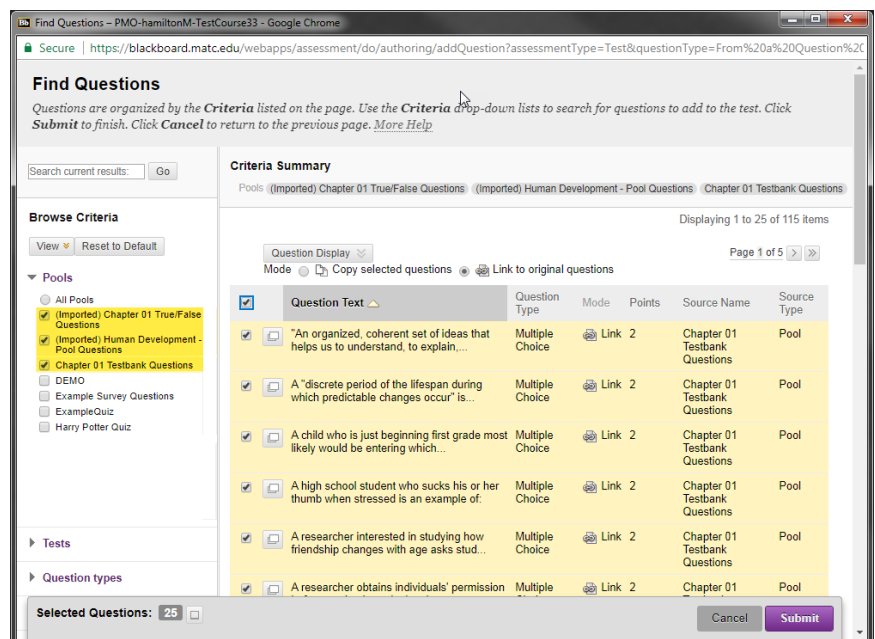 Find Questions – PMO-hamiltonM-TestCourse33 - Google Chrome
Secure | https://blackboard.matc.edu/webapps/assessment/do/authoring/addQuestion?assessmentType=Test&questionType=From%20a%20Question%20
Find Questions
Questions are organized by the Criteria listed on the page. Use the Criteria drop-down lists to search for questions to add to the test. Click
Submit to finish. Click Cancel to return to the previous page. More Help
Search current results: Go
Browse Criteria
View Reset to Default
Pools
All Pools
(Imported) Chapter 01 True/False
Questions
(Imported) Human Development -
Pool Questions
Chapter 01 Testbank Questions
DEMO
Example Survey Questions
ExampleQuiz
Harry Potter Quiz
Tests
Question types
Criteria Summary
Pools (Imported) Chapter 01 True/False Questions (Imported) Human Development - Pool Questions Chapter 01 Testbank Questions
Displaying 1 to 25 of 115 items
Question Display
Page 1 of 5
Mode Copy selected questions Link to original questions
Question Text Question Type Mode Points Source Name Source Type
"An organized, coherent set of ideas that Multiple Link 2 Chapter 01 Pool
helps us to understand, to explain,... Choice Testbank
Questions
A "discrete period of the lifespan during Multiple Link 2 Chapter 01 Pool
which predictable changes occur" is... Choice Testbank
Questions
A child who is just beginning first grade most Multiple Link 2 Chapter 01 Pool
likely would be entering which... Choice Testbank
Questions
A high school student who sucks his or her Multiple Link 2 Chapter 01 Pool
thumb when stressed is an example of: Choice Testbank
Questions
A researcher interested in studying how Multiple Link 2 Chapter 01 Pool
friendship changes with age asks stud... Choice Testbank
Questions
A researcher obtains individuals' permission Multiple Link 2 Chapter 01 Pool
Selected Questions: 25
Cancel Submit